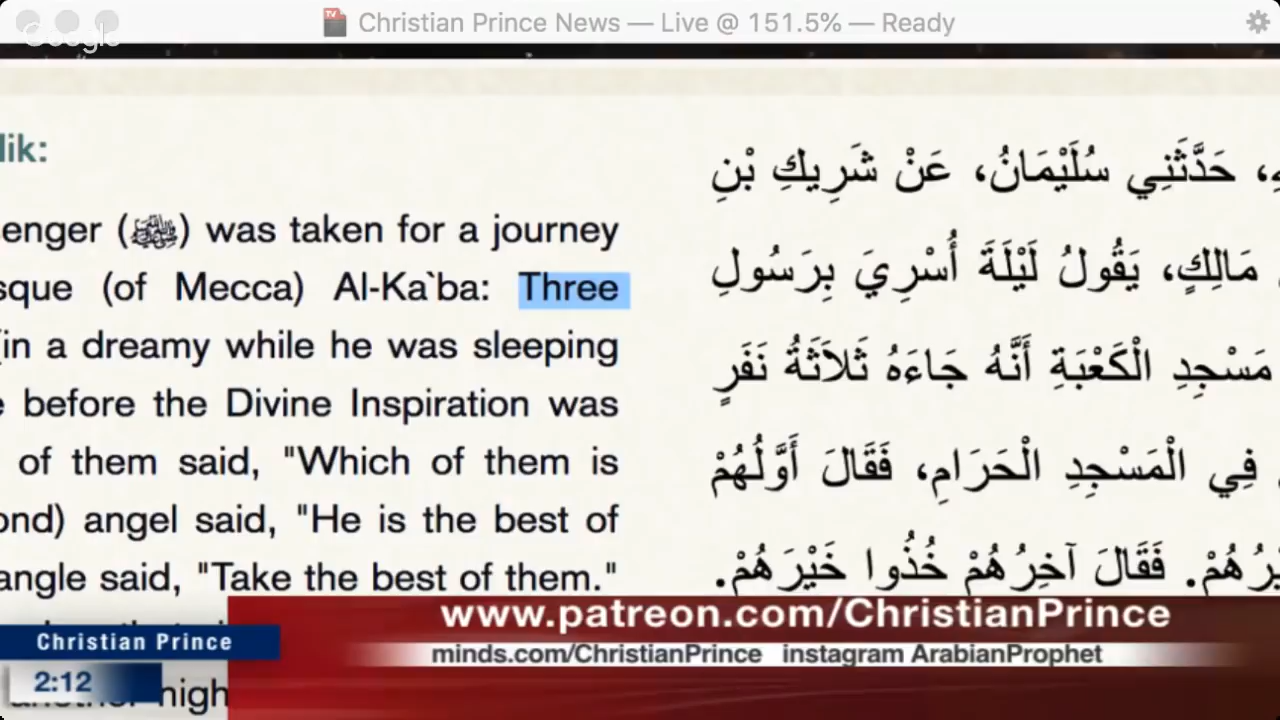 Christian Prince News — Live @ 151.5% — Ready
Google
lik:
enger (ﷺ) was taken for a journey
sque (of Mecca) Al-Ka`ba: Three
(in a dreamy while he was sleeping
before the Divine Inspiration was
of them said, "Which of them is
ond) angel said, "He is the best of
angle said, "Take the best of them."
another nigh
حَدَّثَنِي سُلَيْمَانُ، عَنْ شَرِيكِ بْنِ
مَالِكٍ، يَقُولُ لَيْلَةَ أُسْرِيَ بِرَسُولِ
مَسْجِدِ الْكَعْبَةِ أَنَّهُ جَاءَهُ ثَلاَثَةُ نَفَرٍ
فِي الْمَسْجِدِ الْحَرَامِ، فَقَالَ أَوَّلُهُمْ
يْرُهُمْ. فَقَالَ آخِرُهُمْ خُذُوا خَيْرَهُمْ.
www.patreon.com/ChristianPrince
Christian Prince
minds.com/ChristianPrince instagram ArabianProphet
2:12